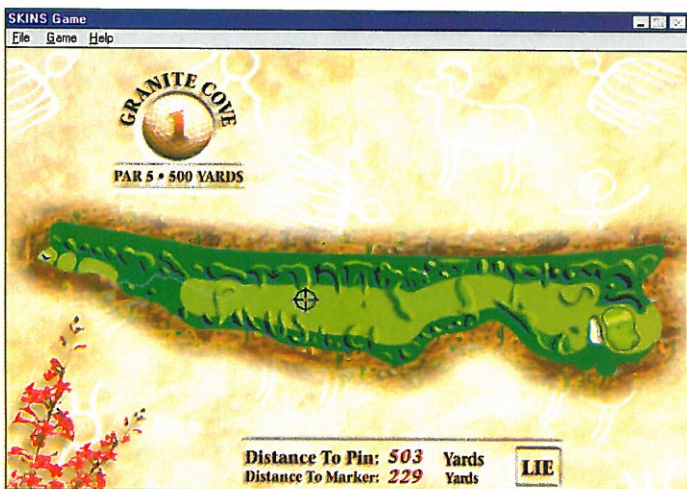 SKINS Game
File Game Help
GRANITE COVE
1
PAR 5 • 500 YARDS
Distance To Pin: 503 Yards
Distance To Marker: 229 Yards
LIE